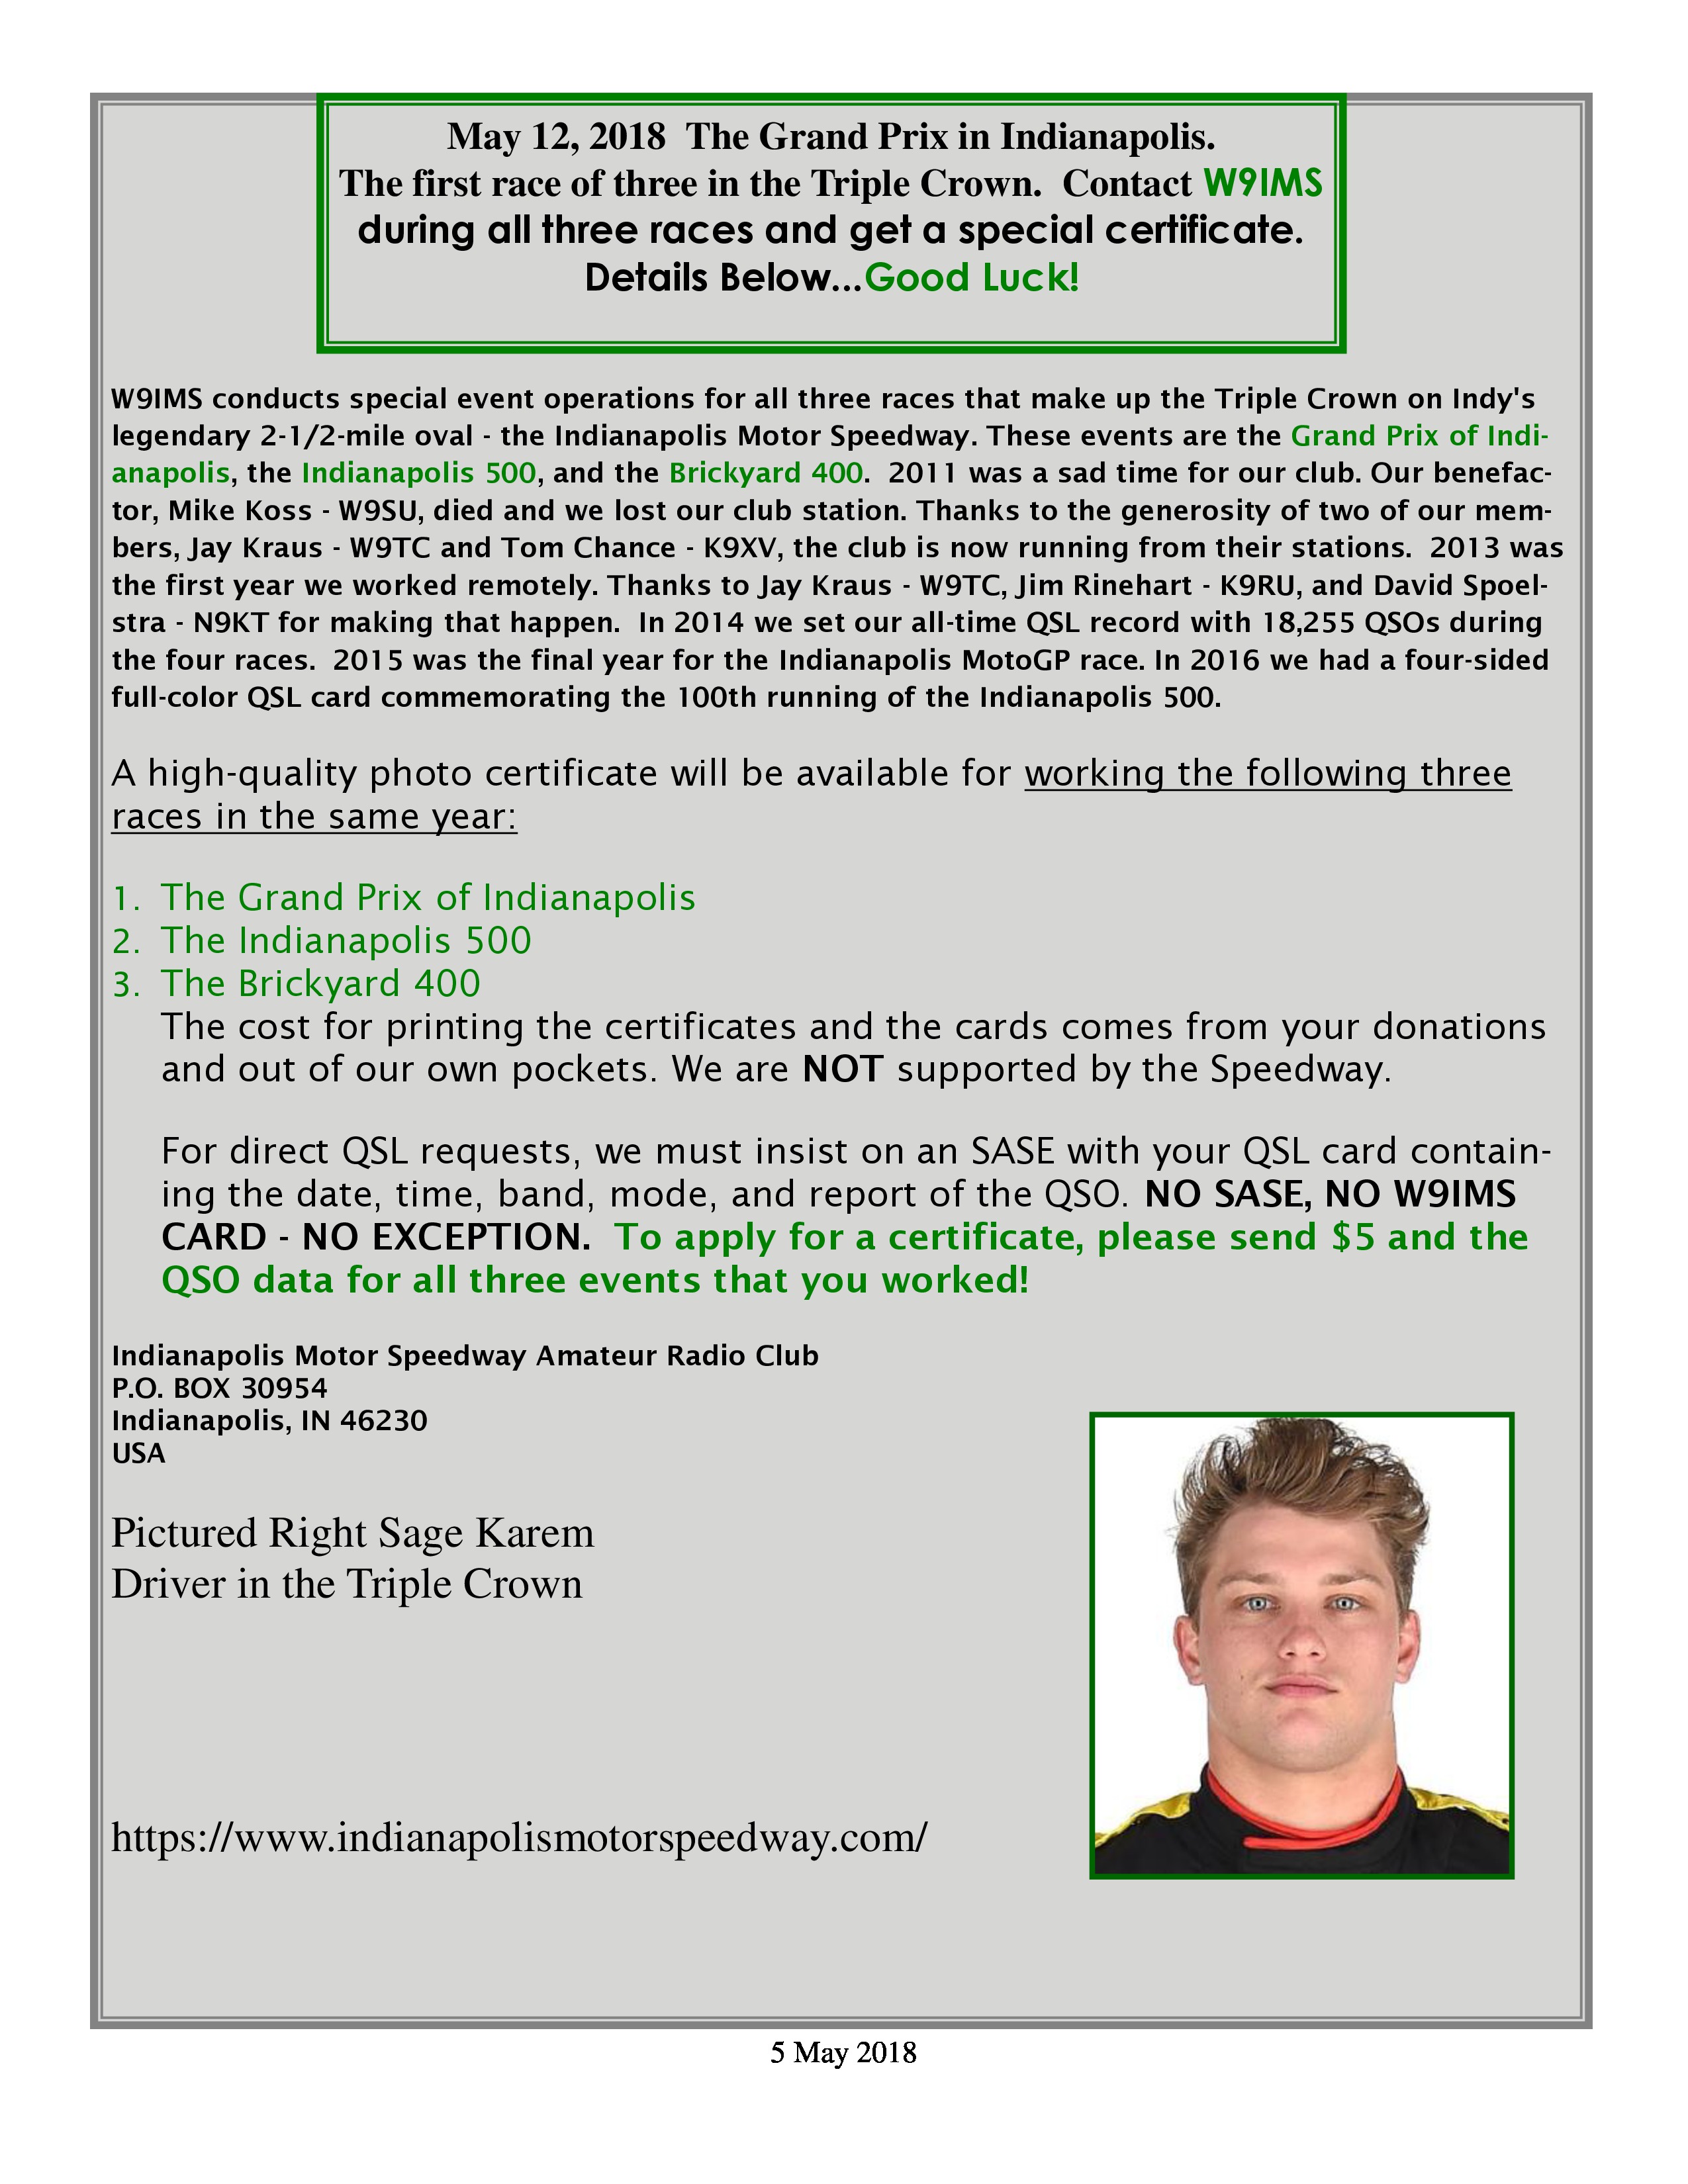 May 12, 2018  The Grand Prix in Indianapolis.
The first race of three in the Triple Crown.  Contact W9IMS
during all three races and get a special certificate.
Details Below...Good Luck!
W9IMS conducts special event operations for all three races that make up the Triple Crown on Indy's
legendary 2-1/2-mile oval - the Indianapolis Motor Speedway. These events are the Grand Prix of Indi-
anapolis, the Indianapolis 500, and the Brickyard 400.  2011 was a sad time for our club. Our benefac-
tor, Mike Koss - W9SU, died and we lost our club station. Thanks to the generosity of two of our mem-
bers, Jay Kraus - W9TC and Tom Chance - K9XV, the club is now running from their stations.  2013 was
the first year we worked remotely. Thanks to Jay Kraus - W9TC, Jim Rinehart - K9RU, and David Spoel-
stra - N9KT for making that happen.  In 2014 we set our all-time QSL record with 18,255 QSOs during
the four races.  2015 was the final year for the Indianapolis MotoGP race. In 2016 we had a four-sided
full-color QSL card commemorating the 100th running of the Indianapolis 500.
A high-quality photo certificate will be available for working the following three
races in the same year:
1. The Grand Prix of Indianapolis
2. The Indianapolis 500
3. The Brickyard 400
The cost for printing the certificates and the cards comes from your donations
and out of our own pockets. We are NOT supported by the Speedway.
For direct QSL requests, we must insist on an SASE with your QSL card contain-
ing the date, time, band, mode, and report of the QSO. NO SASE, NO W9IMS
CARD - NO EXCEPTION.  To apply for a certificate, please send $5 and the
QSO data for all three events that you worked!
Indianapolis Motor Speedway Amateur Radio Club
P.O. BOX 30954
Indianapolis, IN 46230
USA
Pictured Right Sage Karem
Driver in the Triple Crown
https://www.indianapolismotorspeedway.com/
5 May 2018